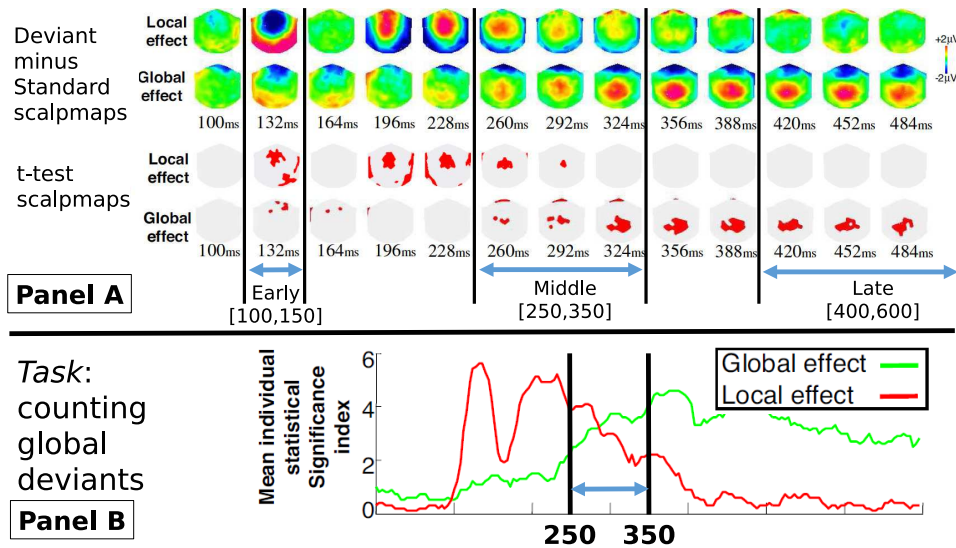 Deviant
minus
Standard
scalpmaps
Local
effect
Global
effect
+2µV
-2µV
100ms 132ms 164ms 196ms 228ms 260ms 292ms 324ms 356ms 388ms 420ms 452ms 484ms
t-test
scalpmaps
Local
effect
Global
effect
100ms 132ms 164ms 196ms 228ms 260ms 292ms 324ms 356ms 388ms 420ms 452ms 484ms
Panel A
Early
[100,150]
Middle
[250,350]
Late
[400,600]
Task:
counting
global
deviants
Panel B
Mean individual
statistical
Significance
index
6
4
2
0
Global effect
Local effect
250 350